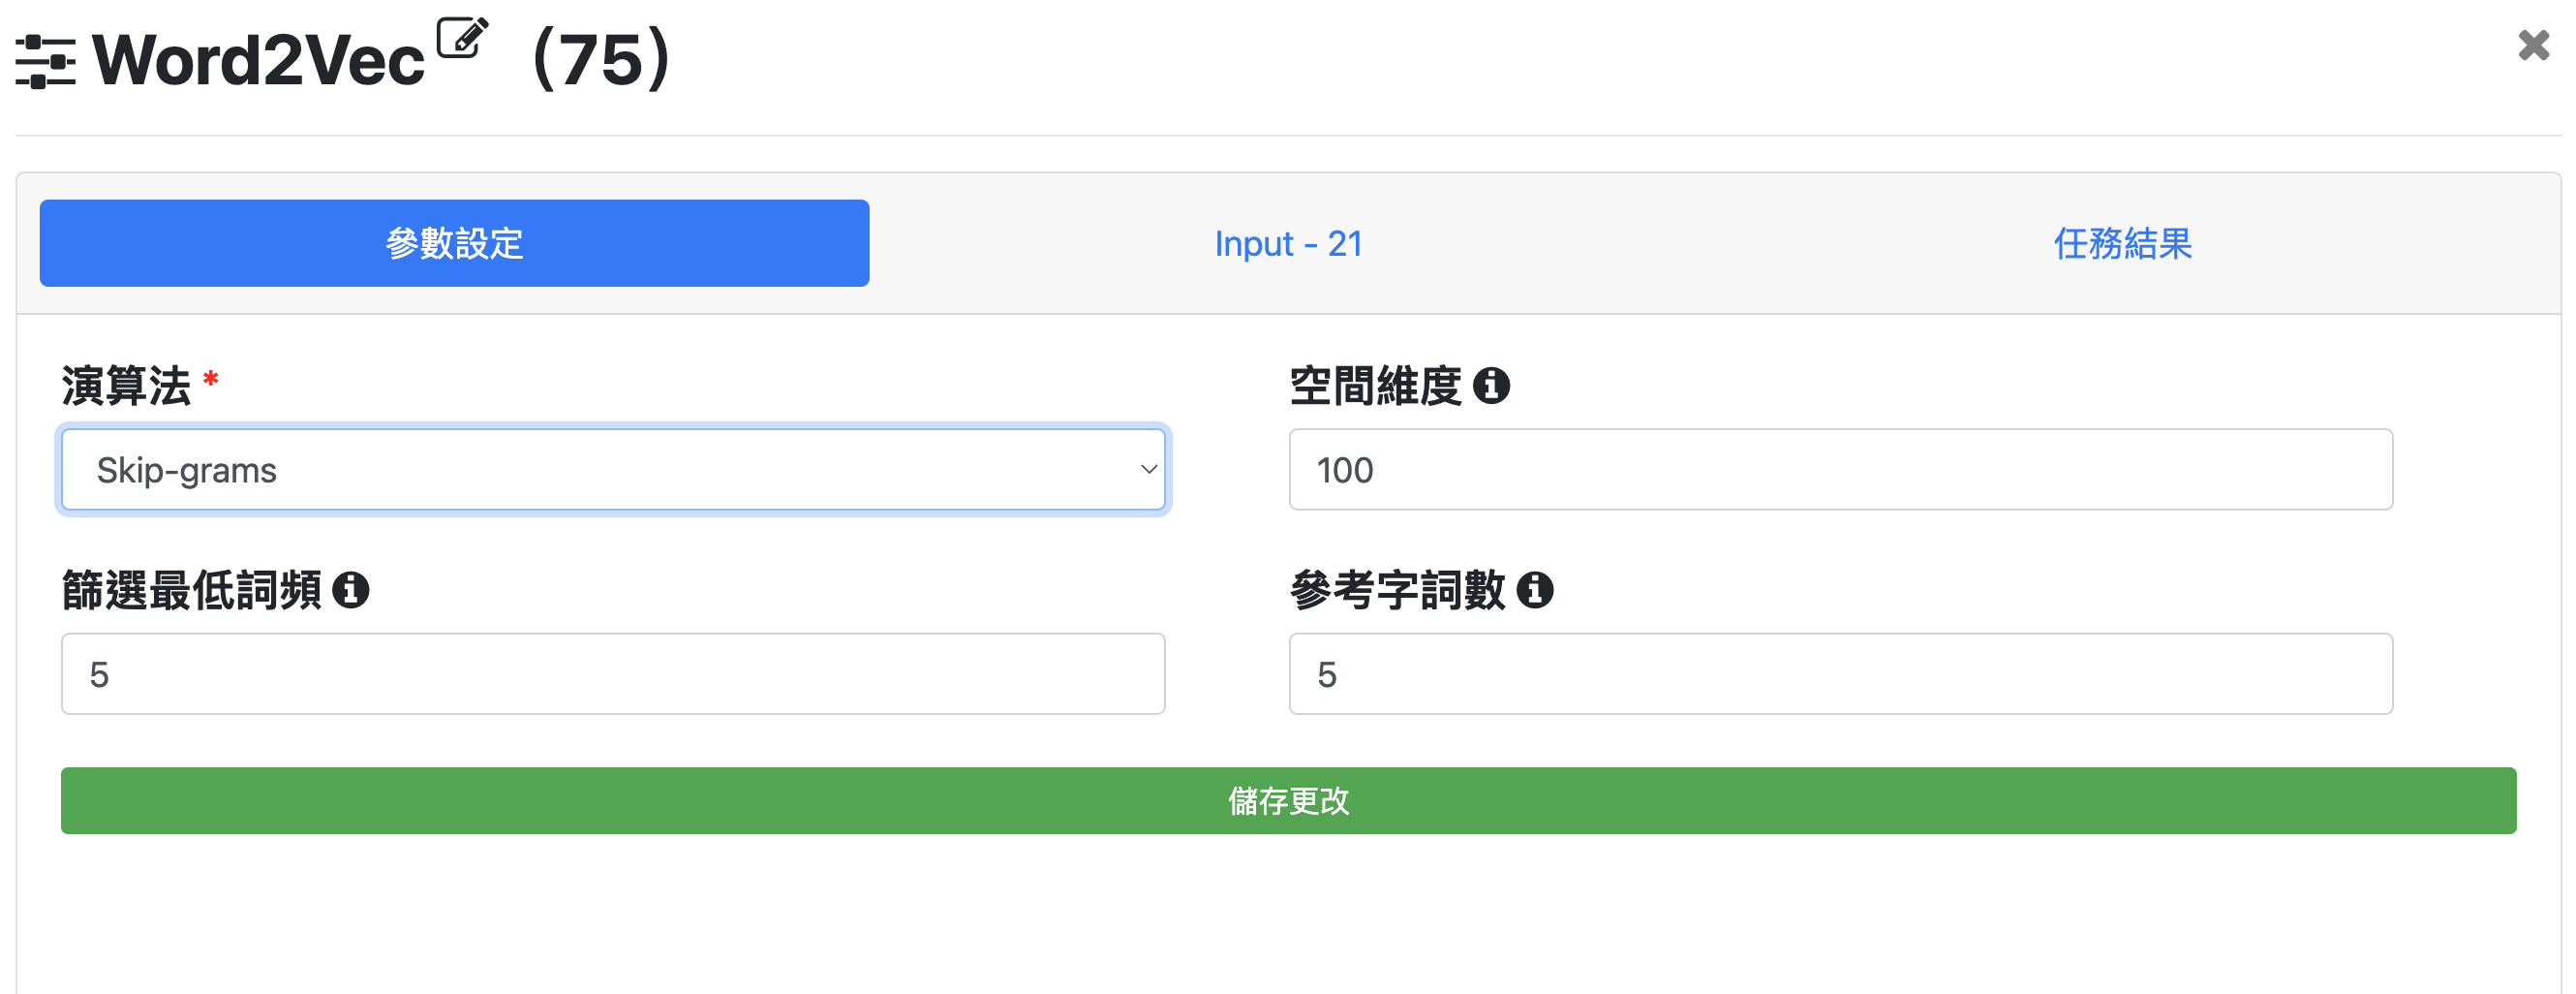 Word2Vec (75)
參數設定
Input - 21
任務結果
演算法 *
空間維度
Skip-grams
100
篩選最低詞頻
參考字詞數
5
5
儲存更改